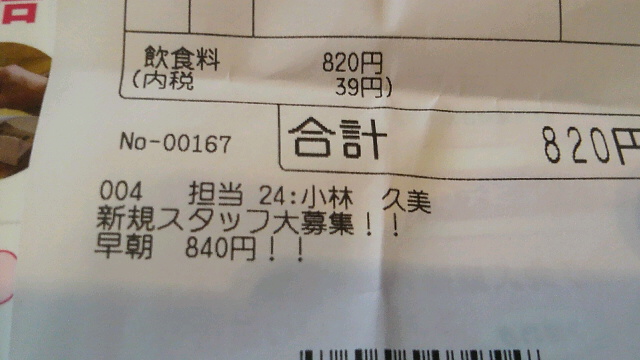 飲食料 820円
(内税 39円)
No-00167
合計 820円
004 担当 24:小林 久美
新規スタッフ大募集！！
早朝 840円！！